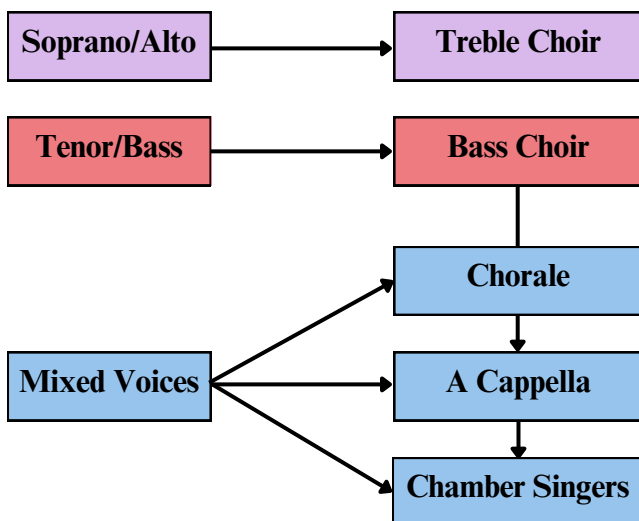 Soprano/Alto
Treble Choir
Tenor/Bass
Bass Choir
Chorale
Mixed Voices
A Cappella
Chamber Singers